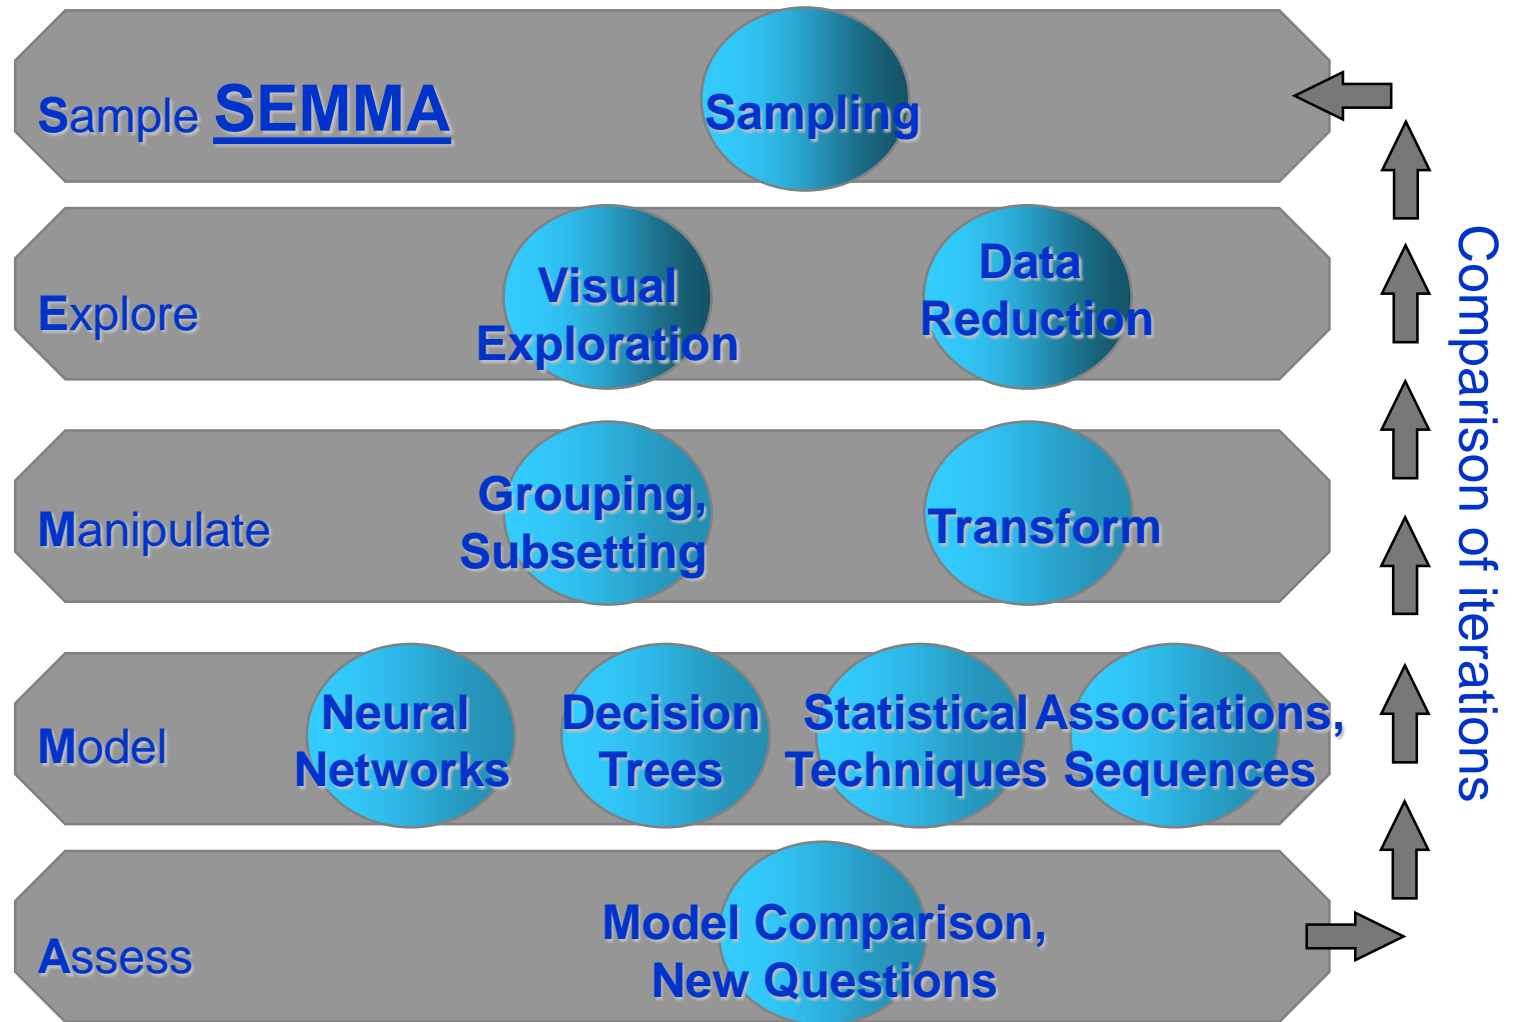 Sample SEMMA
Sampling
Explore
Visual
Exploration
Data
Reduction
Manipulate
Grouping,
Subsetting
Transform
Model
Neural
Networks
Decision
Trees
Statistical
Techniques
Associations,
Sequences
Assess
Model Comparison,
New Questions
Comparison of iterations